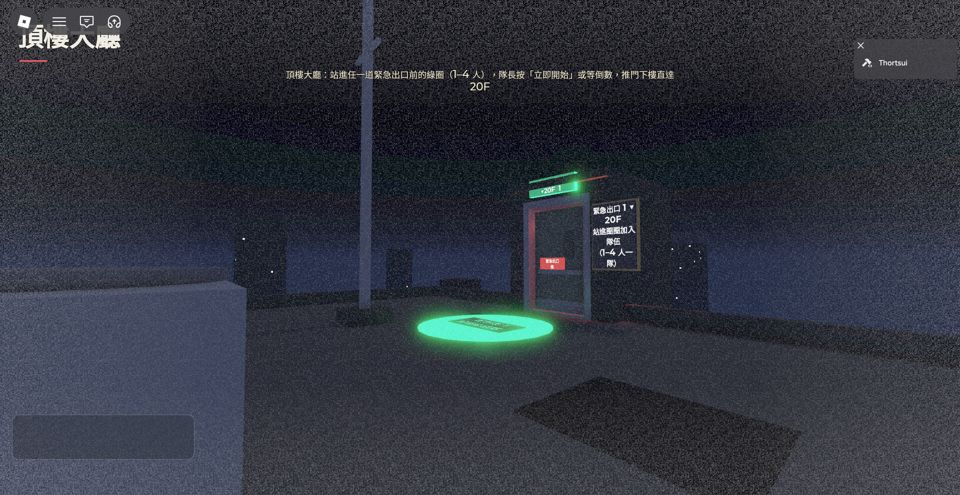 頂樓大廳
頂樓大廳：站進任一道緊急出口前的綠圈（1–4 人），隊長按「立即開始」或等倒數，推門下樓直達
20F
Thortsui
20F 1
緊急出口 1 ▼
20F
站進圈圈加入
隊伍
（1–4 人一
隊）